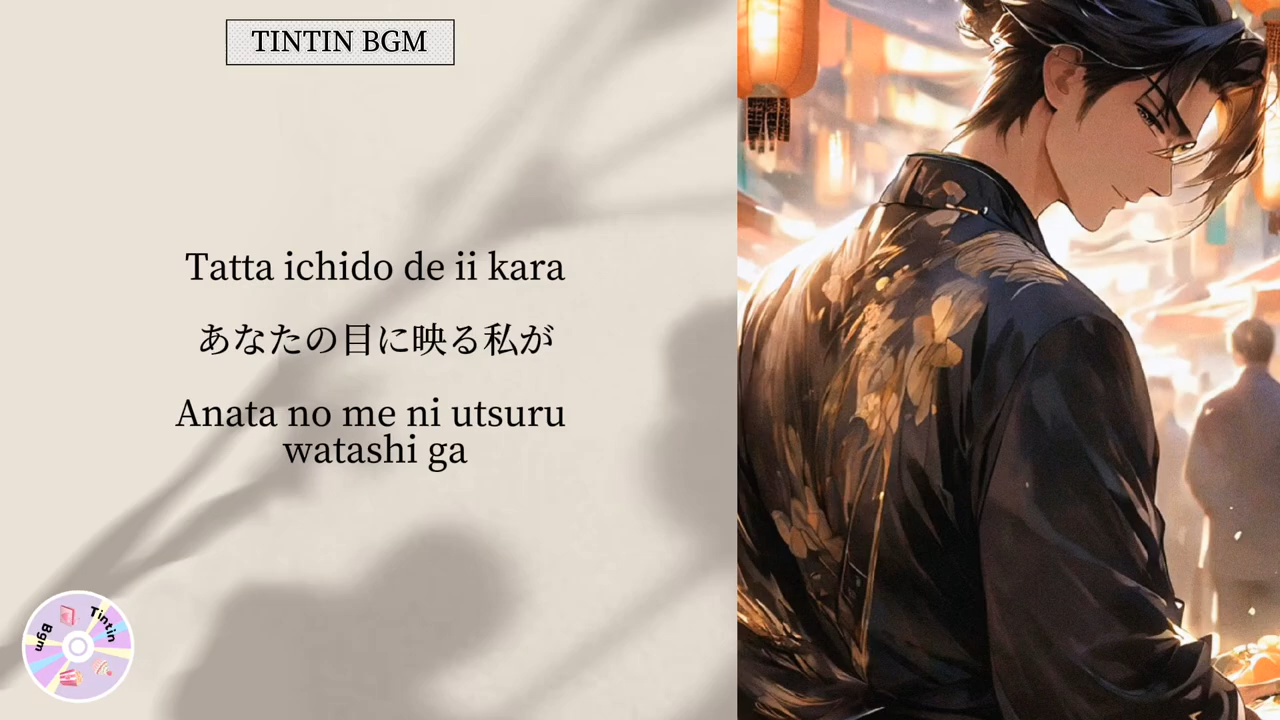 TINTIN BGM
Tatta ichido de ii kara
あなたの目に映る私が
Anata no me ni utsuru
watashi ga
Tintin
Bgm